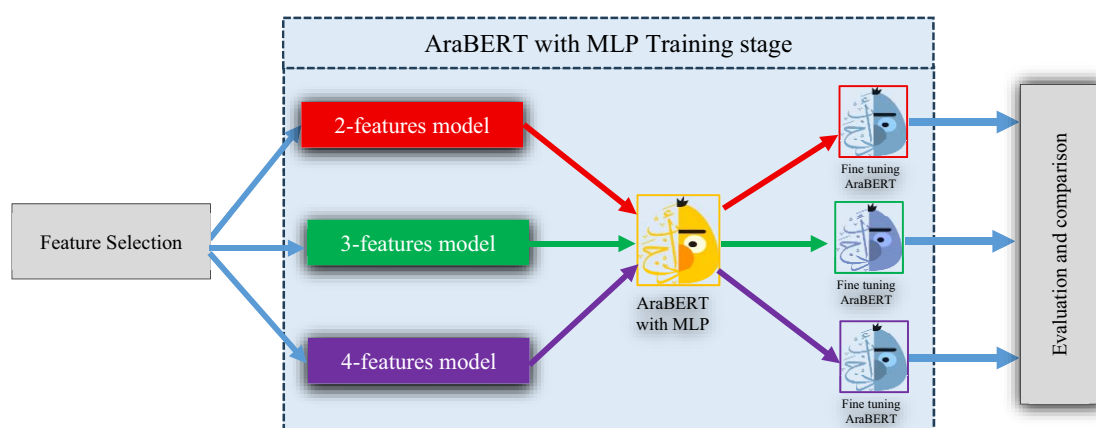 AraBERT with MLP Training stage
Feature Selection
2-features model
3-features model
4-features model
AraBERT
with MLP
Fine tuning
AraBERT
Fine tuning
AraBERT
Fine tuning
AraBERT
Evaluation and comparison